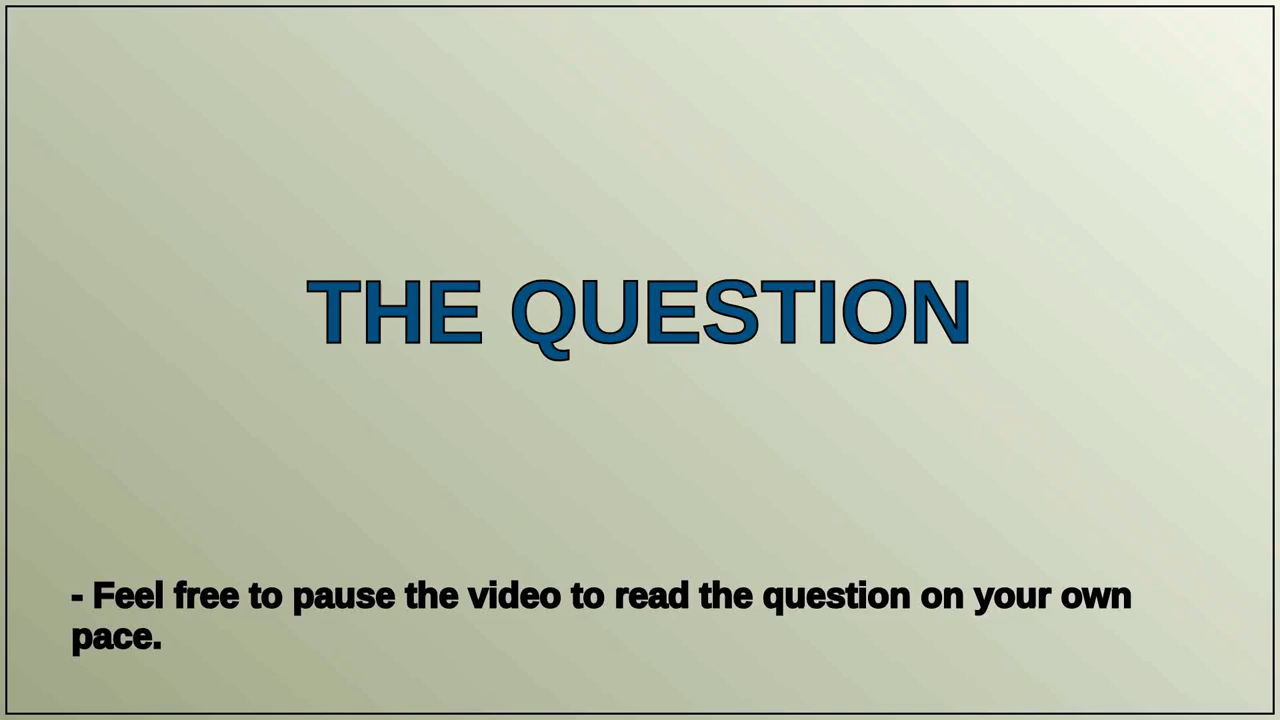 THE QUESTION
- Feel free to pause the video to read the question on your own
pace.